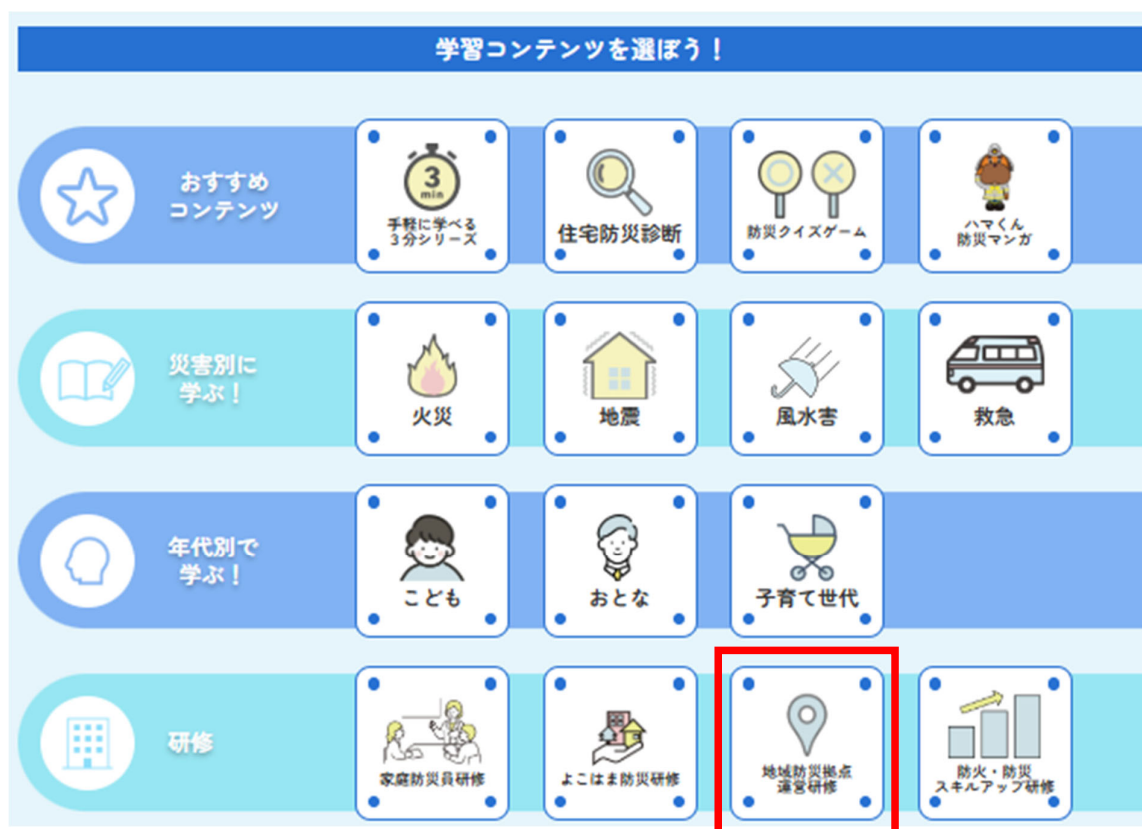 学習コンテンツを選ぼう！
おすすめ
コンテンツ
3
min
手軽に学べる
3分シリーズ
住宅防災診断
防災クイズゲーム
ハマくん
防災マンガ
災害別に
学ぶ！
火災
地震
風水害
救急
年代別で
学ぶ！
こども
おとな
子育て世代
研修
家庭防災員研修
よこはま防災研修
地域防災拠点
運営研修
防火・防災
スキルアップ研修